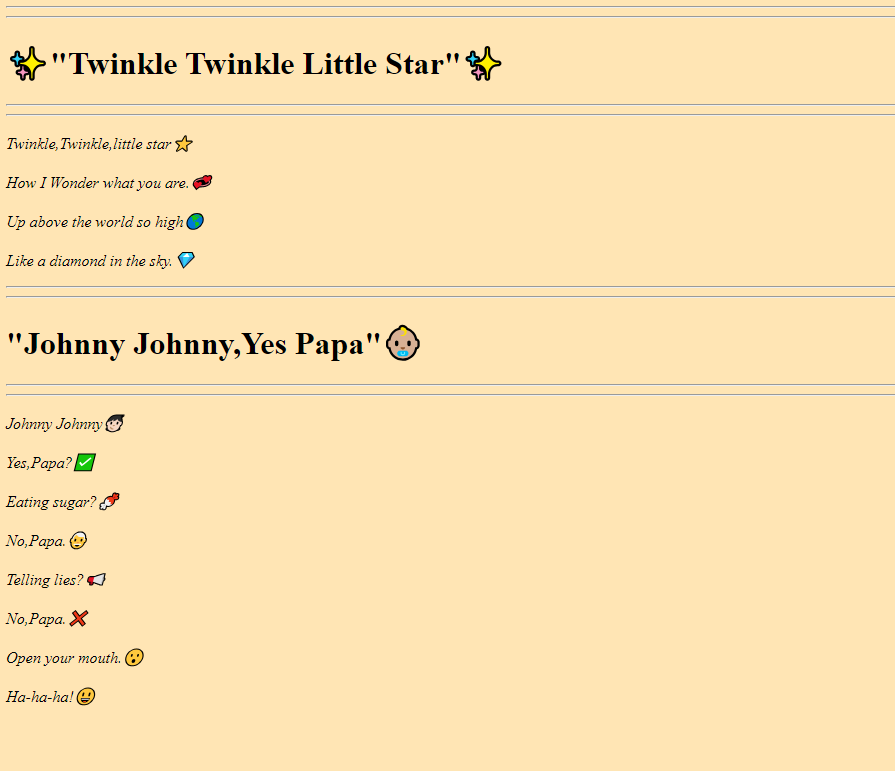 ✨"Twinkle Twinkle Little Star"✨
Twinkle,Twinkle,little star⭐
How I Wonder what you are.💫
Up above the world so high🌍
Like a diamond in the sky. 💎
"Johnny Johnny,Yes Papa"👶🏽
Johnny Johnny👦🏻
Yes,Papa?✅
Eating sugar?🍬
No,Papa.👴
Telling lies?📢
No,Papa.❌
Open your mouth.😮
Ha-ha-ha!😀